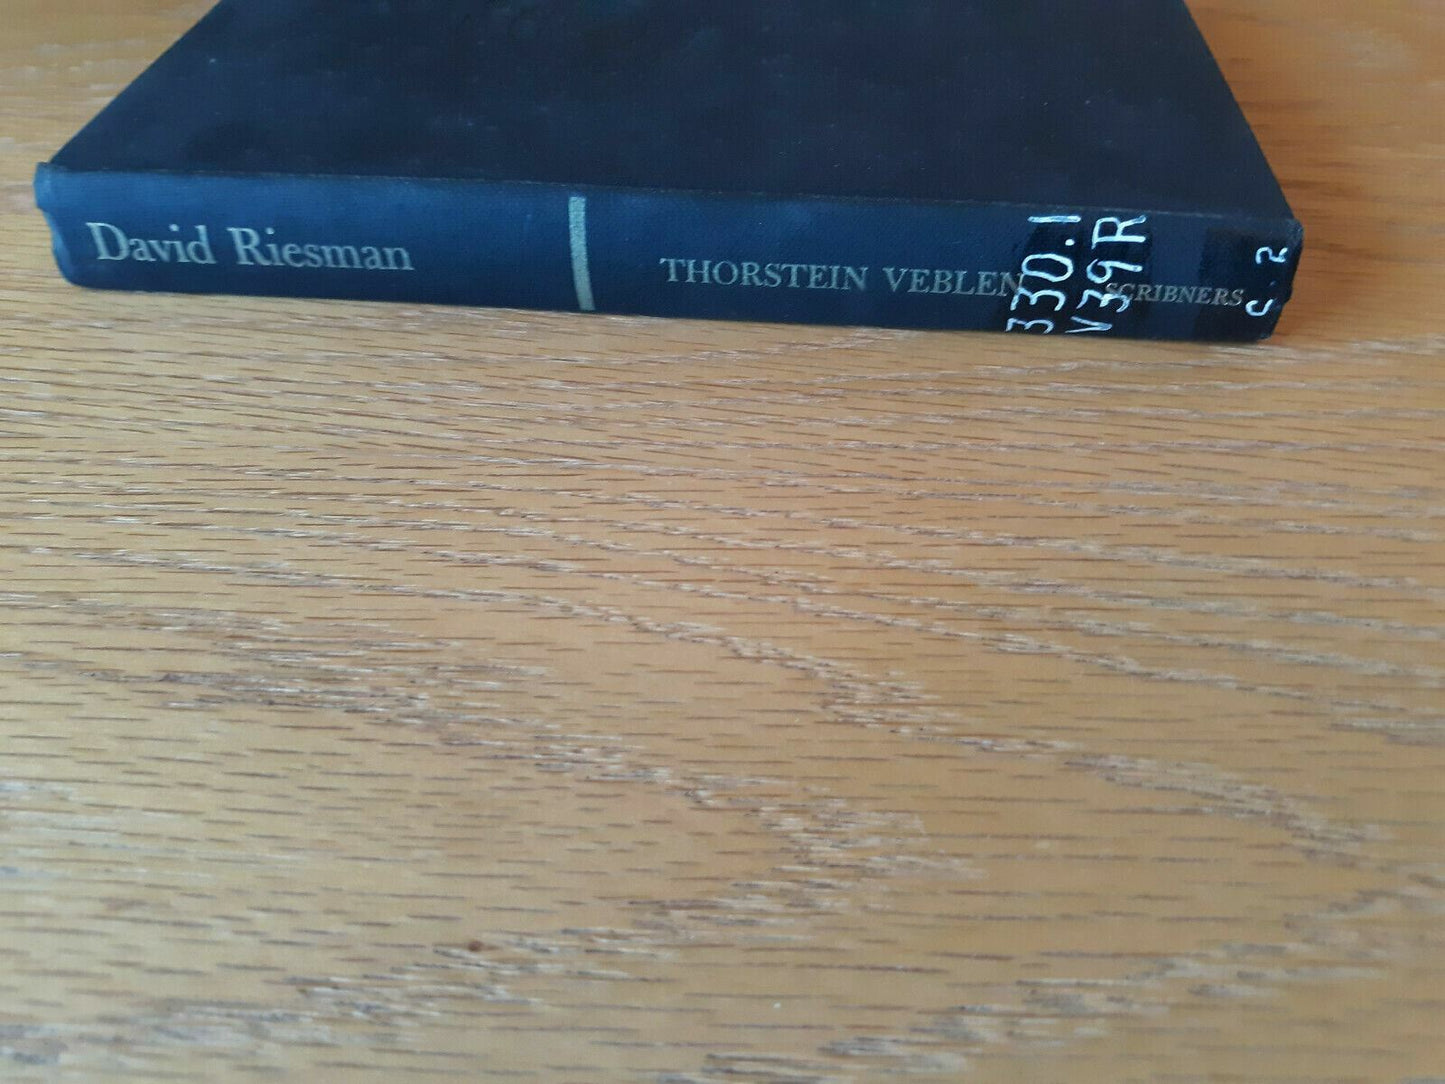 David Riesman
THORSTEIN VEBLEN
SCRIBNERS
330.1
V39R
C. 2